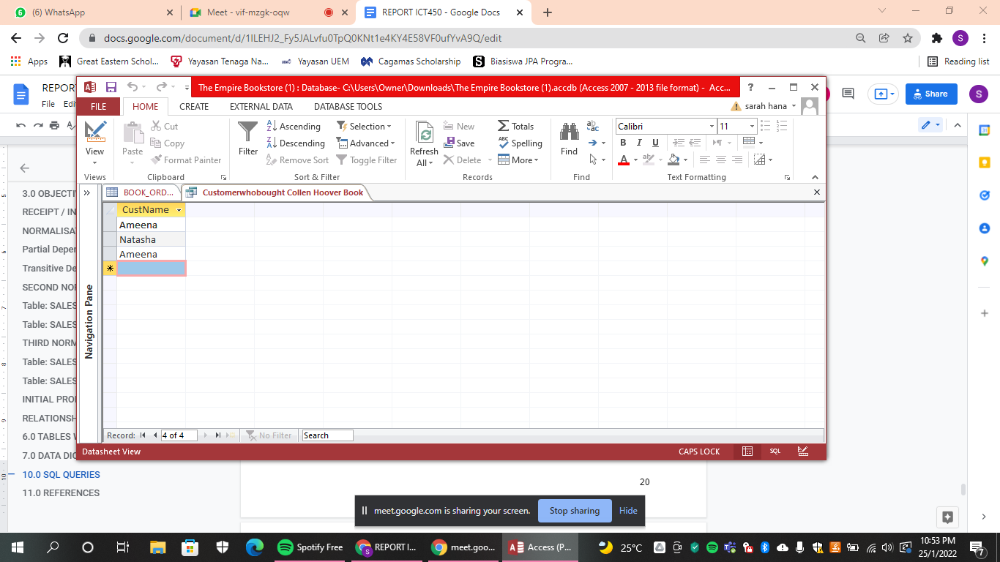 (6) WhatsApp
Meet - vif-mzgk-oqw
REPORT ICT450 - Google Docs
docs.google.com/document/d/1ILEHJ2_Fy5JALvfu0TpQ0KNt1e4KY4E58VF0ufYvA9Q/edit
S
Apps
Great Eastern Schol...
Yayasan Tenaga Na...
Yayasan UEM
Cagamas Scholarship
Biasiswa JPA Progra...
Reading list
REPORT
File
Share
S
The Empire Bookstore (1) : Database- C:\Users\Owner\Downloads\The Empire Bookstore (1).accdb (Access 2007 - 2013 file format) - Acc...
FILE
HOME
CREATE
EXTERNAL DATA
DATABASE TOOLS
sarah hana
View
Views
Paste
Cut
Copy
Format Painter
Clipboard
Filter
Ascending
Descending
Remove Sort
Selection
Advanced
Toggle Filter
Sort & Filter
Refresh
All
New
Save
Delete
Totals
Spelling
More
Records
Find
Find
Calibri
11
B I U
A
Text Formatting
BOOK_ORD...
Customerwhobought Collen Hoover Book
CustName
Ameena
Natasha
Ameena
Navigation Pane
Record:
4 of 4
No Filter
Search
Datasheet View
CAPS LOCK
SQL
3.0 OBJECTI
RECEIPT / IN
NORMALISA
Partial Deper
Transitive De
SECOND NOR
Table: SALES
Table: SALES
THIRD NORM
Table: SALES
Table: SALES
INITIAL PROI
RELATIONSH
6.0 TABLES W
7.0 DATA DIC
10.0 SQL QUERIES
11.0 REFERENCES
20
meet.google.com is sharing your screen.
Stop sharing
Hide
Spotify Free
REPORT I...
meet.goo...
Access (P...
25°C
10:53 PM
25/1/2022
7